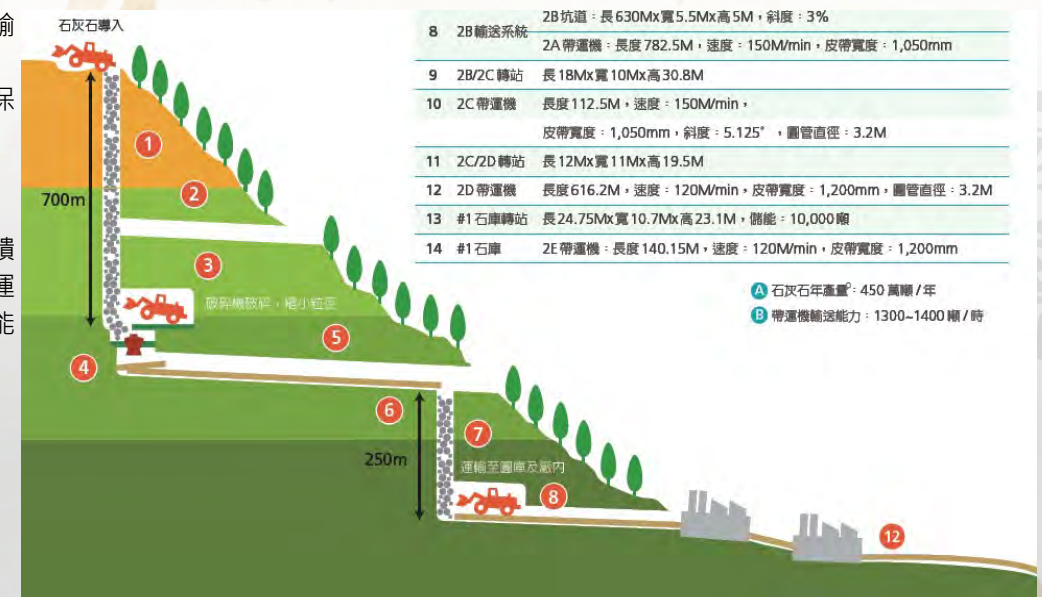 輸
呆
潰
運
能
石灰石導入
700m
1
2
3
破碎機破碎，縮小粒徑
5
4
6
7
250m
運輸至圓庫及廠內
8
12
8 2B輸送系統 2B坑道：長630Mx寬5.5Mx高5M，斜度：3%
2A帶運機：長度782.5M，速度：150M/min，皮帶寬度：1,050mm
9 2B/2C轉站 長18Mx寬10Mx高30.8M
10 2C帶運機 長度112.5M，速度：150M/min，
皮帶寬度：1,050mm，斜度：5.125°，圓管直徑：3.2M
11 2C/2D轉站 長12Mx寬11Mx高19.5M
12 2D帶運機 長度616.2M，速度：120M/min，皮帶寬度：1,200mm，圓管直徑：3.2M
13 #1石庫轉站 長24.75Mx寬10.7Mx高23.1M，儲能：10,000噸
14 #1石庫 2E帶運機：長度140.15M，速度：120M/min，皮帶寬度：1,200mm
A 石灰石年產量：450萬噸/年
B 帶運機輸送能力：1300~1400噸/時